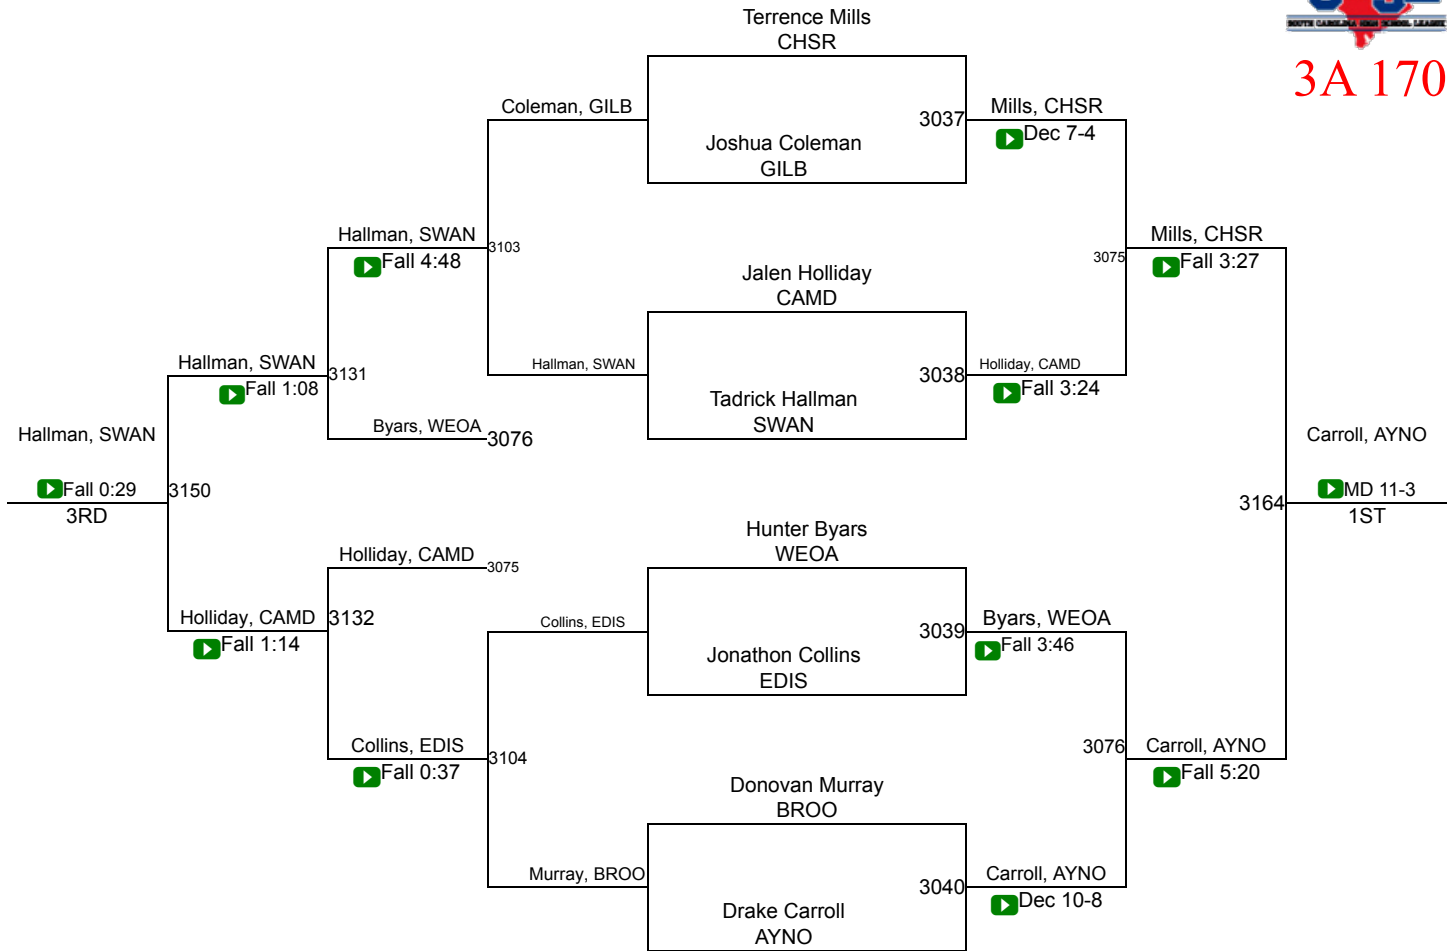 SOUTH CAROLINA HIGH SCHOOL LEAGUE
3A 170
Terrence Mills
CHSR
Coleman, GILB
3037
Mills, CHSR
Dec 7-4
Joshua Coleman
GILB
Hallman, SWAN
3103
Fall 4:48
Mills, CHSR
3075
Fall 3:27
Jalen Holliday
CAMD
Hallman, SWAN
3131
Fall 1:08
Hallman, SWAN
3038
Holliday, CAMD
Fall 3:24
Tadrick Hallman
SWAN
Byars, WEOA
3076
Hallman, SWAN
Fall 0:29
3RD
3150
Carroll, AYNO
3164
MD 11-3
1ST
Hunter Byars
WEOA
Holliday, CAMD
3075
Holliday, CAMD
3132
Fall 1:14
Collins, EDIS
3039
Byars, WEOA
Fall 3:46
Jonathon Collins
EDIS
Collins, EDIS
3104
Fall 0:37
3076
Carroll, AYNO
Fall 5:20
Donovan Murray
BROO
Murray, BROO
3040
Carroll, AYNO
Dec 10-8
Drake Carroll
AYNO